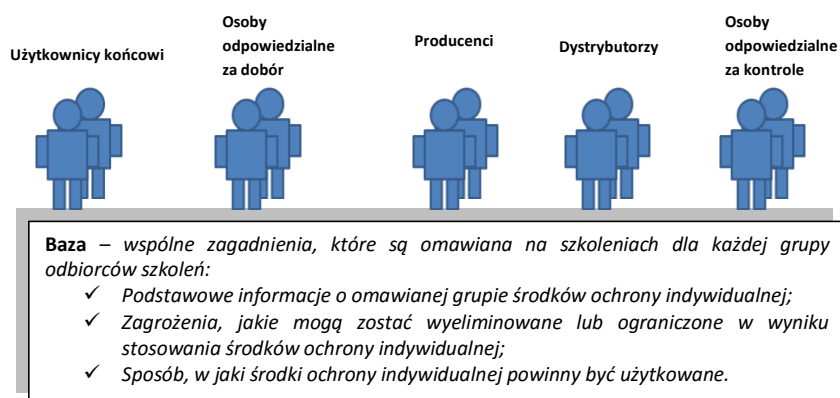 Użytkownicy końcowi
Osoby
odpowiedzialne
za dobór
Producenci
Dystrybutorzy
Osoby
odpowiedzialne
za kontrole
Baza – wspólne zagadnienia, które są omawiana na szkoleniach dla każdej grupy
odbiorców szkoleń:
✓ Podstawowe informacje o omawianej grupie środków ochrony indywidualnej;
✓ Zagrożenia, jakie mogą zostać wyeliminowane lub ograniczone w wyniku
stosowania środków ochrony indywidualnej;
✓ Sposób, w jaki środki ochrony indywidualnej powinny być użytkowane.